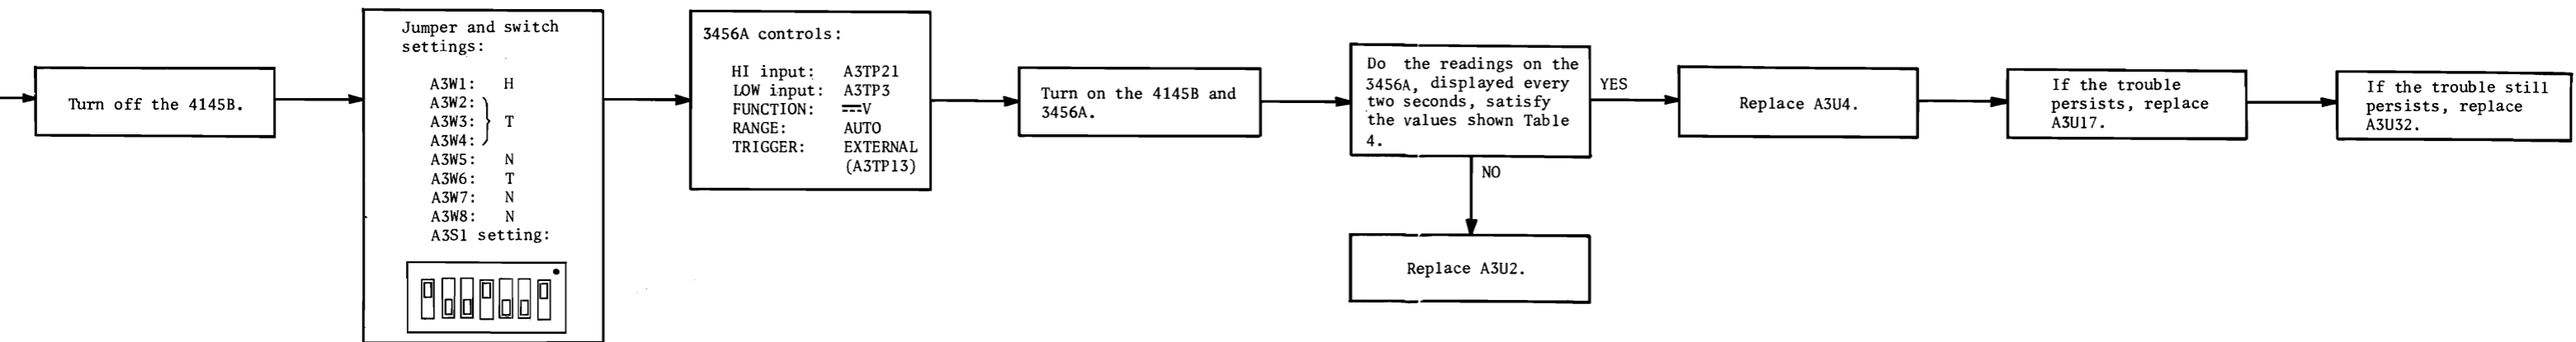 Turn off the 4145B.
Jumper and switch
settings:
A3W1: H
A3W2:
A3W3: T
A3W4:
A3W5: N
A3W6: T
A3W7: N
A3W8: N
A3S1 setting:
3456A controls:
HI input: A3TP21
LOW input: A3TP3
FUNCTION: ⎓V
RANGE: AUTO
TRIGGER: EXTERNAL
(A3TP13)
Turn on the 4145B and
3456A.
Do the readings on the
3456A, displayed every
two seconds, satisfy
the values shown Table
4.
YES
NO
Replace A3U2.
Replace A3U4.
If the trouble
persists, replace
A3U17.
If the trouble still
persists, replace
A3U32.